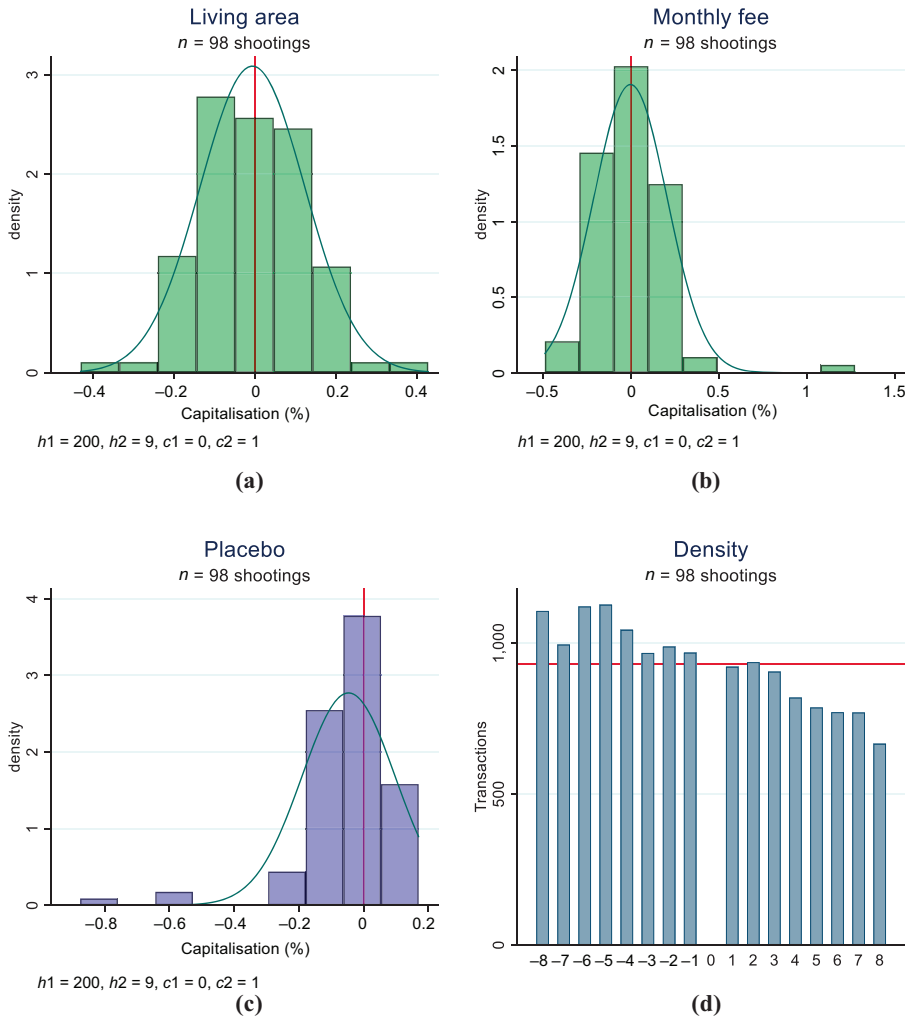 Living area
n = 98 shootings
density
3
2
1
0
−0.4 −0.2 0 0.2 0.4
Capitalisation (%)
h1 = 200, h2 = 9, c1 = 0, c2 = 1
(a)
Monthly fee
n = 98 shootings
density
2
1.5
1
0.5
0
−0.5 0 0.5 1 1.5
Capitalisation (%)
h1 = 200, h2 = 9, c1 = 0, c2 = 1
(b)
Placebo
n = 98 shootings
density
4
3
2
1
0
−0.8 −0.6 −0.4 −0.2 0 0.2
Capitalisation (%)
h1 = 200, h2 = 9, c1 = 0, c2 = 1
(c)
Density
n = 98 shootings
Transactions
1,000
500
0
−8 −7 −6 −5 −4 −3 −2 −1 0 1 2 3 4 5 6 7 8
(d)